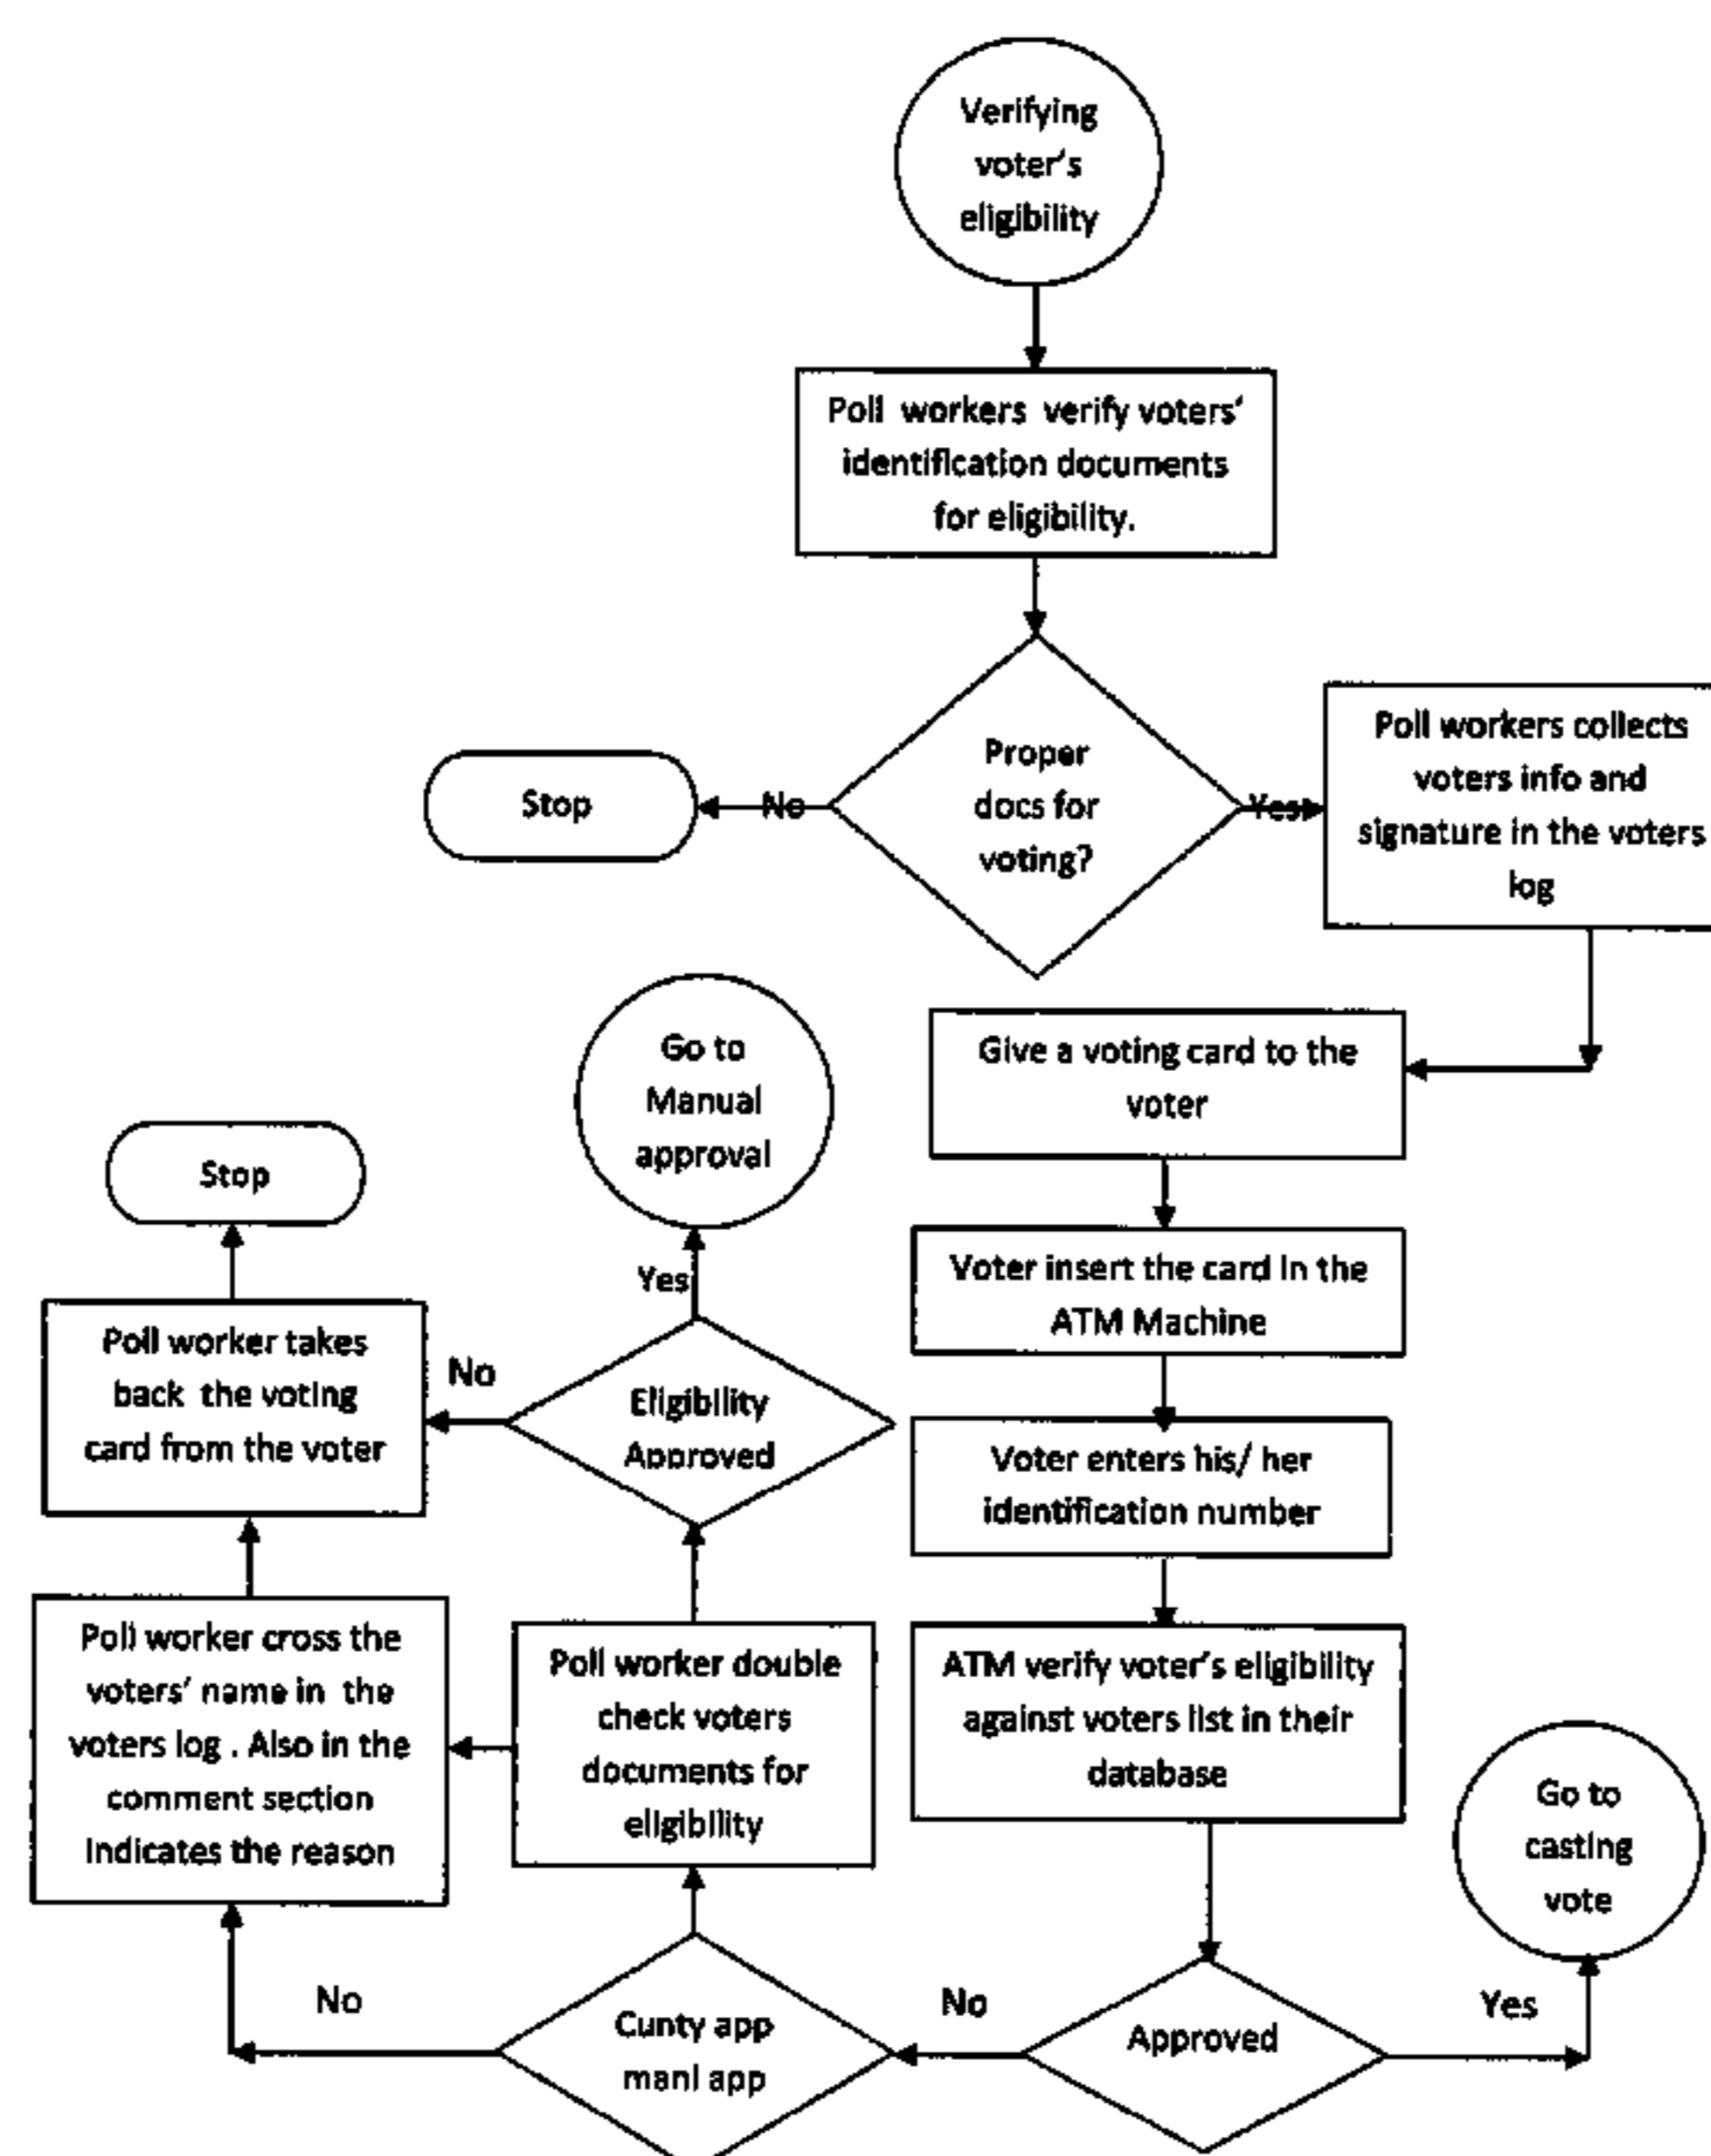 Verifying
voter's
eligibility
Poll workers verify voters'
identification documents
for eligibility.
Proper
docs for
voting?
No
Stop
Yes
Poll workers collects
voters info and
signature in the voters
log
Give a voting card to the
voter
Voter insert the card in the
ATM Machine
Voter enters his/ her
identification number
ATM verify voter's eligibility
against voters list in their
database
Approved
Yes
Go to
casting
vote
No
Cunty app
manl app
No
Poll worker double
check voters
documents for
eligibility
Eligibility
Approved
Yes
Go to
Manual
approval
No
Poll worker cross the
voters' name in the
voters log . Also in the
comment section
Indicates the reason
Poll worker takes
back the voting
card from the voter
Stop